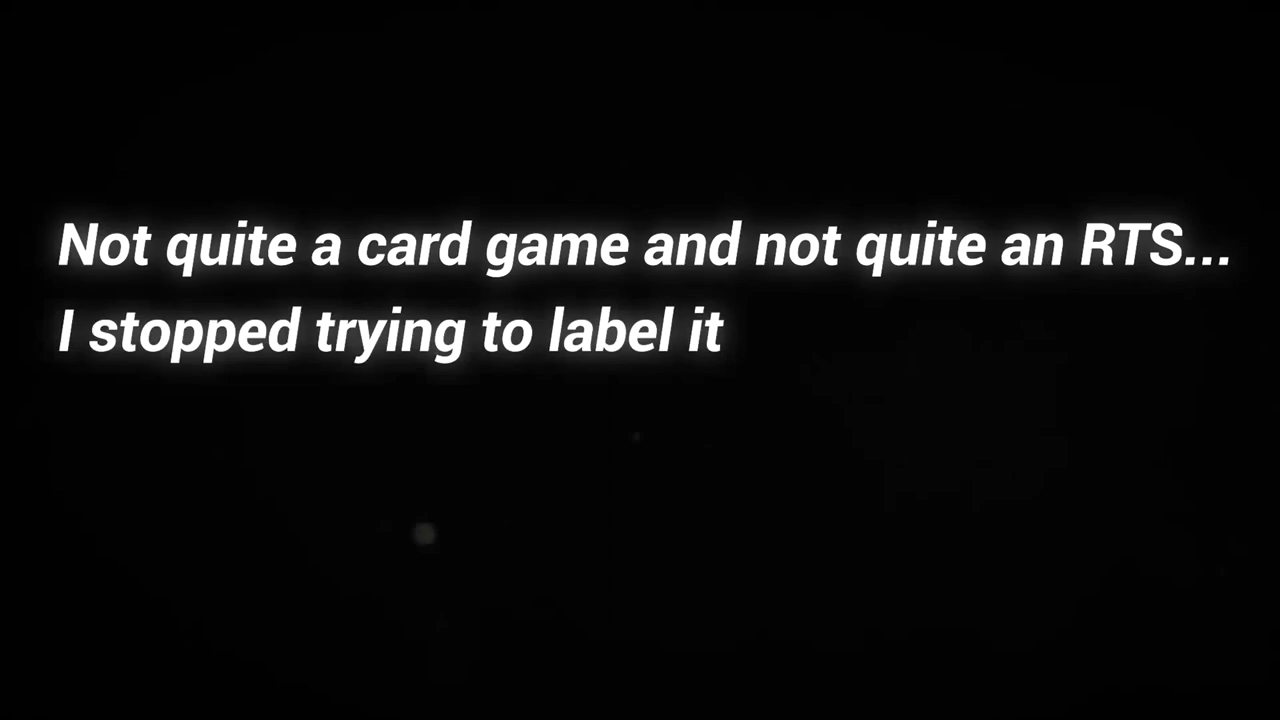 Not quite a card game and not quite an RTS...
I stopped trying to label it